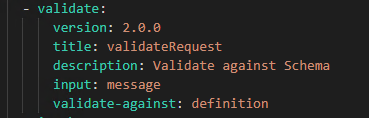 - validate:
version: 2.0.0
title: validateRequest
description: Validate against Schema
input: message
validate-against: definition